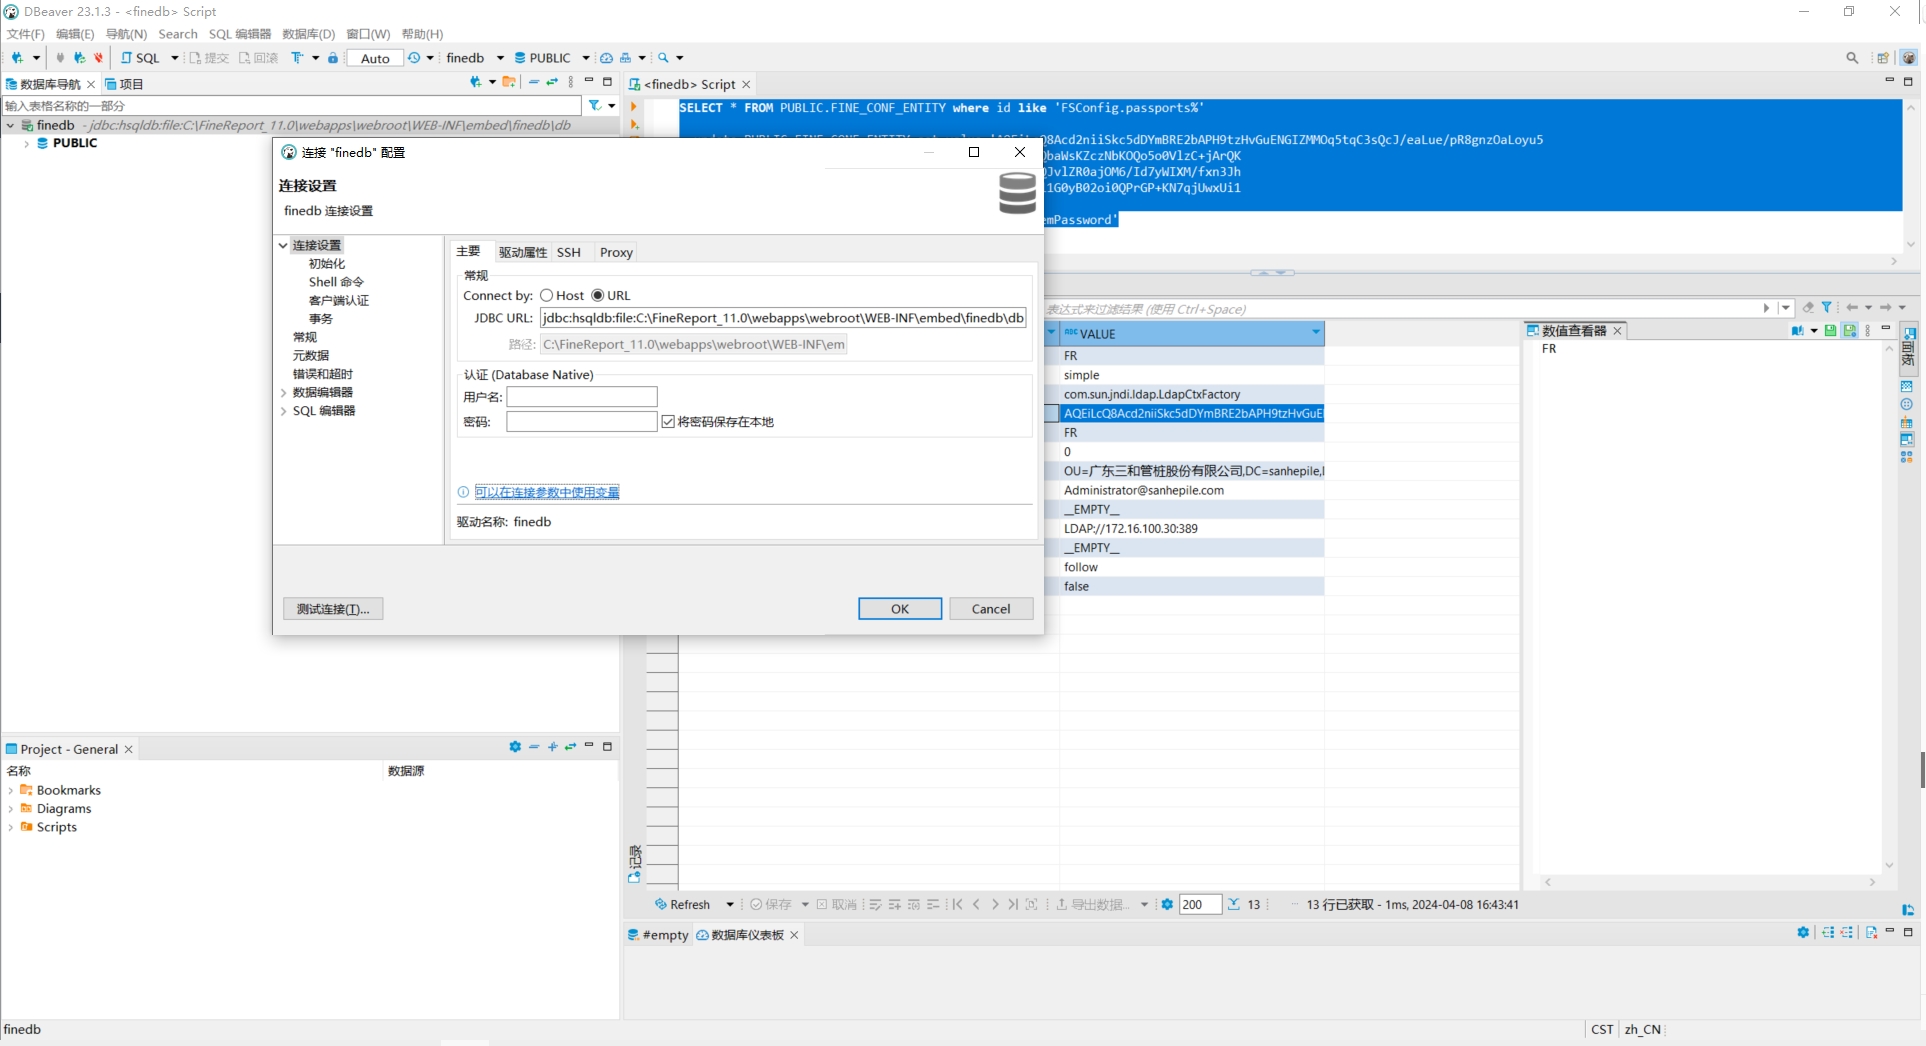 DBeaver 23.1.3 - <finedb> Script
文件(F) 编辑(E) 导航(N) Search SQL 编辑器 数据库(D) 窗口(W) 帮助(H)
SQL 提交 回滚 Auto finedb PUBLIC
数据库导航 项目
输入表格名称的一部分
finedb - jdbc:hsqldb:file:C:\FineReport_11.0\webapps\webroot\WEB-INF\embed\finedb\db
PUBLIC
<finedb> Script
SELECT * FROM PUBLIC.FINE_CONF_ENTITY where id like 'FSConfig.passports%'
Q8Acd2niiSkc5dDYmBRE2bAPH9tzHvGuENGIZMMOq5tqC3sQcJ/eaLue/pR8gnzOaLoyu5
QbaWsKZczNbKOQo5o0VlzC+jArQK
QJvlZR0ajOM6/Id7yWIXM/fxn3Jh
11G0yB02oi0QPrGP+KN7qjUwxUi1
emPassword'
连接 "finedb" 配置
连接设置
finedb 连接设置
连接设置
初始化
Shell 命令
客户端认证
事务
常规
元数据
错误和超时
数据编辑器
SQL 编辑器
主要 驱动属性 SSH Proxy
常规
Connect by: Host URL
JDBC URL: jdbc:hsqldb:file:C:\FineReport_11.0\webapps\webroot\WEB-INF\embed\finedb\db
路径: C:\FineReport_11.0\webapps\webroot\WEB-INF\em
认证 (Database Native)
用户名:
密码: 将密码保存在本地
可以在连接参数中使用变量
驱动名称: finedb
测试连接(T)... OK Cancel
表达式来过滤结果 (使用 Ctrl+Space)
VALUE
FR
simple
com.sun.jndi.ldap.LdapCtxFactory
AQEiLcQ8Acd2niiSkc5dDYmBRE2bAPH9tzHvGuE
FR
0
OU=广东三和管桩股份有限公司,DC=sanhepile,
Administrator@sanhepile.com
__EMPTY__
LDAP://172.16.100.30:389
__EMPTY__
follow
false
数值查看器
FR
面板
记录
Refresh 保存 取消 导出数据... 200 13 13 行已获取 - 1ms, 2024-04-08 16:43:41
#empty 数据库仪表板
Project - General
名称 数据源
Bookmarks
Diagrams
Scripts
finedb CST zh_CN